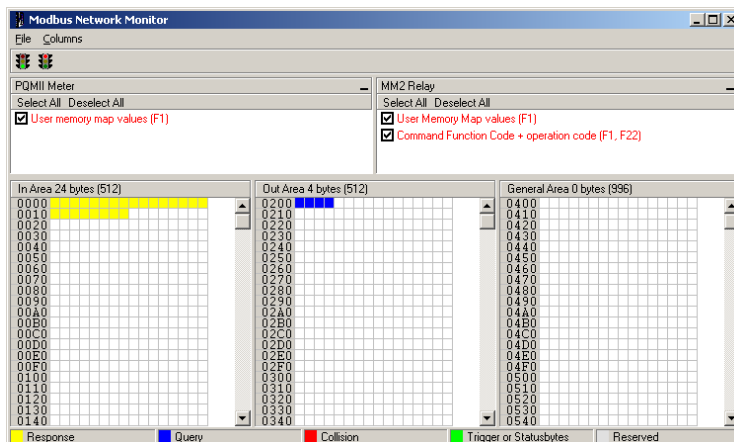 Modbus Network Monitor
File Columns
PQMII Meter
Select All Deselect All
User memory map values (F1)
MM2 Relay
Select All Deselect All
User Memory Map values (F1)
Command Function Code + operation code (F1, F22)
In Area 24 bytes (512)
0000
0010
0020
0030
0040
0050
0060
0070
0080
0090
00A0
00B0
00C0
00D0
00E0
00F0
0100
0110
0120
0130
0140
Out Area 4 bytes (512)
0200
0210
0220
0230
0240
0250
0260
0270
0280
0290
02A0
02B0
02C0
02D0
02E0
02F0
0300
0310
0320
0330
0340
General Area 0 bytes (996)
0400
0410
0420
0430
0440
0450
0460
0470
0480
0490
04A0
04B0
04C0
04D0
04E0
04F0
0500
0510
0520
0530
0540
Response Query Collision Trigger or Statusbytes Reserved